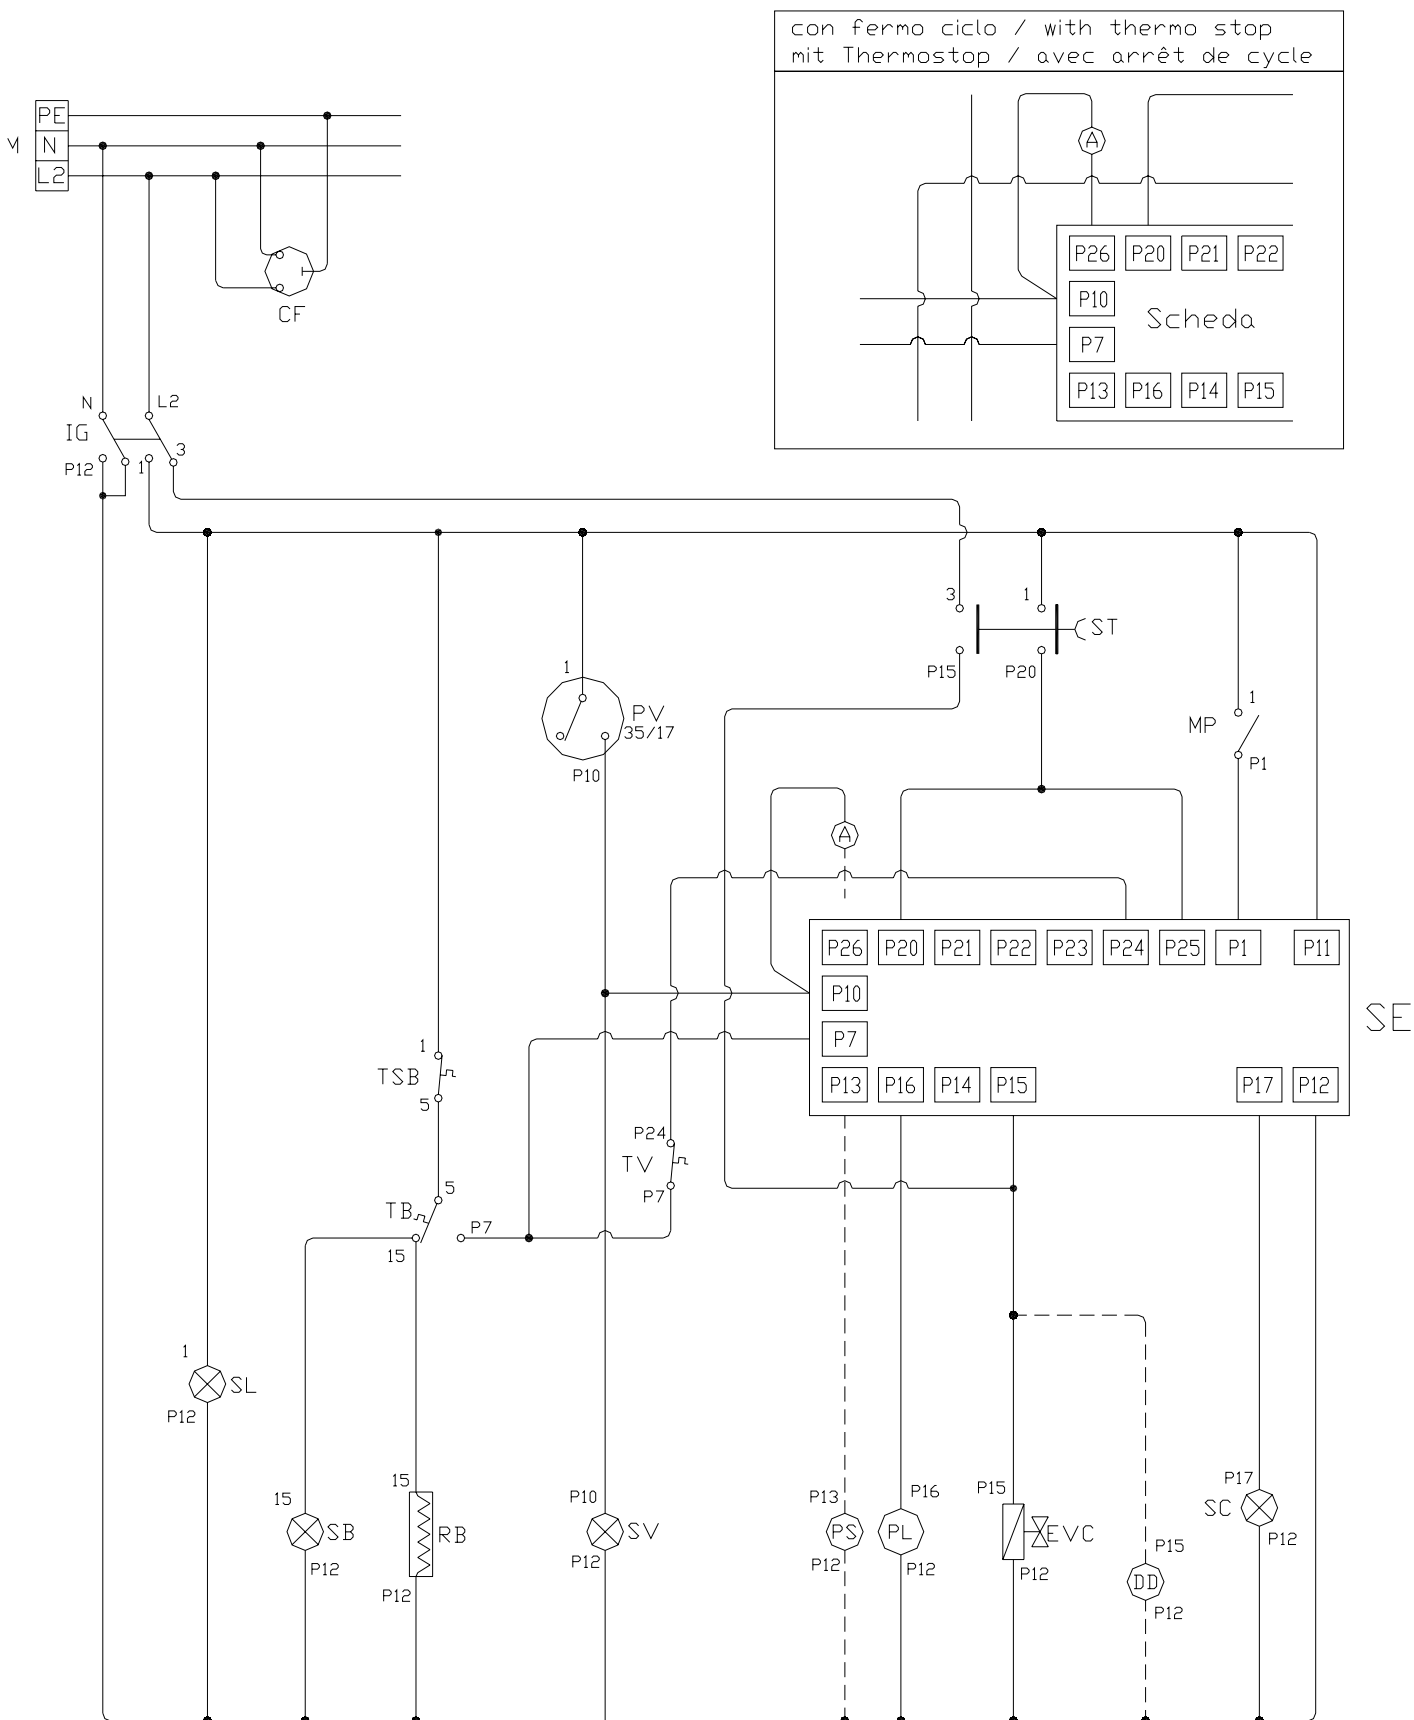 con fermo ciclo / with thermo stop
mit Thermostop / avec arrêt de cycle
A
P26 P20 P21 P22
P10
Scheda
P7
P13 P16 P14 P15
PE
N
L2
CF
N L2
IG
3
P12 1
3 1
ST
P15 P20
1
PV
35/17
P10
1
MP
P1
A
P26 P20 P21 P22 P23 P24 P25 P1 P11
P10
SE
P7
P13 P16 P14 P15 P17 P12
1
TSB
5
P24
TV
P7
5
TB
P7
15
1
SL
P12
15
SB
P12
15
RB
P12
P10
SV
P12
P13
PS
P12
P16
PL
P12
P15
EVC
P12
P15
DD
P12
P17
SC
P12